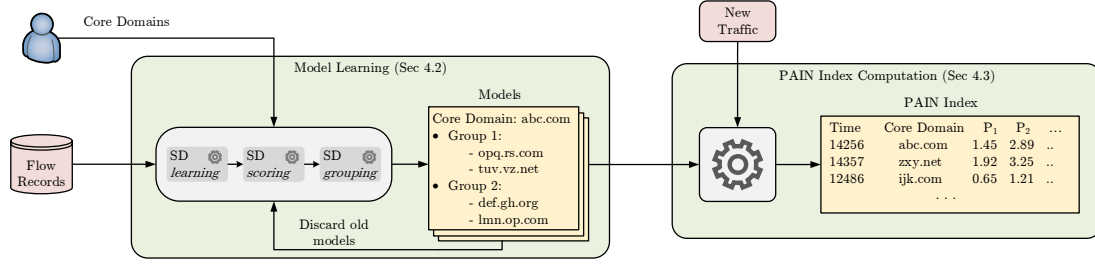 Core Domains
Flow
Records
Model Learning (Sec 4.2)
SD
learning
SD
scoring
SD
grouping
Discard old
models
Models
Core Domain: abc.com
• Group 1:
- opq.rs.com
- tuv.vz.net
• Group 2:
- def.gh.org
- lmn.op.com
New
Traffic
PAIN Index Computation (Sec 4.3)
PAIN Index
Time Core Domain P₁ P₂ ...
14256 abc.com 1.45 2.89 ..
14357 zxy.net 1.92 3.25 ..
12486 ijk.com 0.65 1.21 ..
. . .